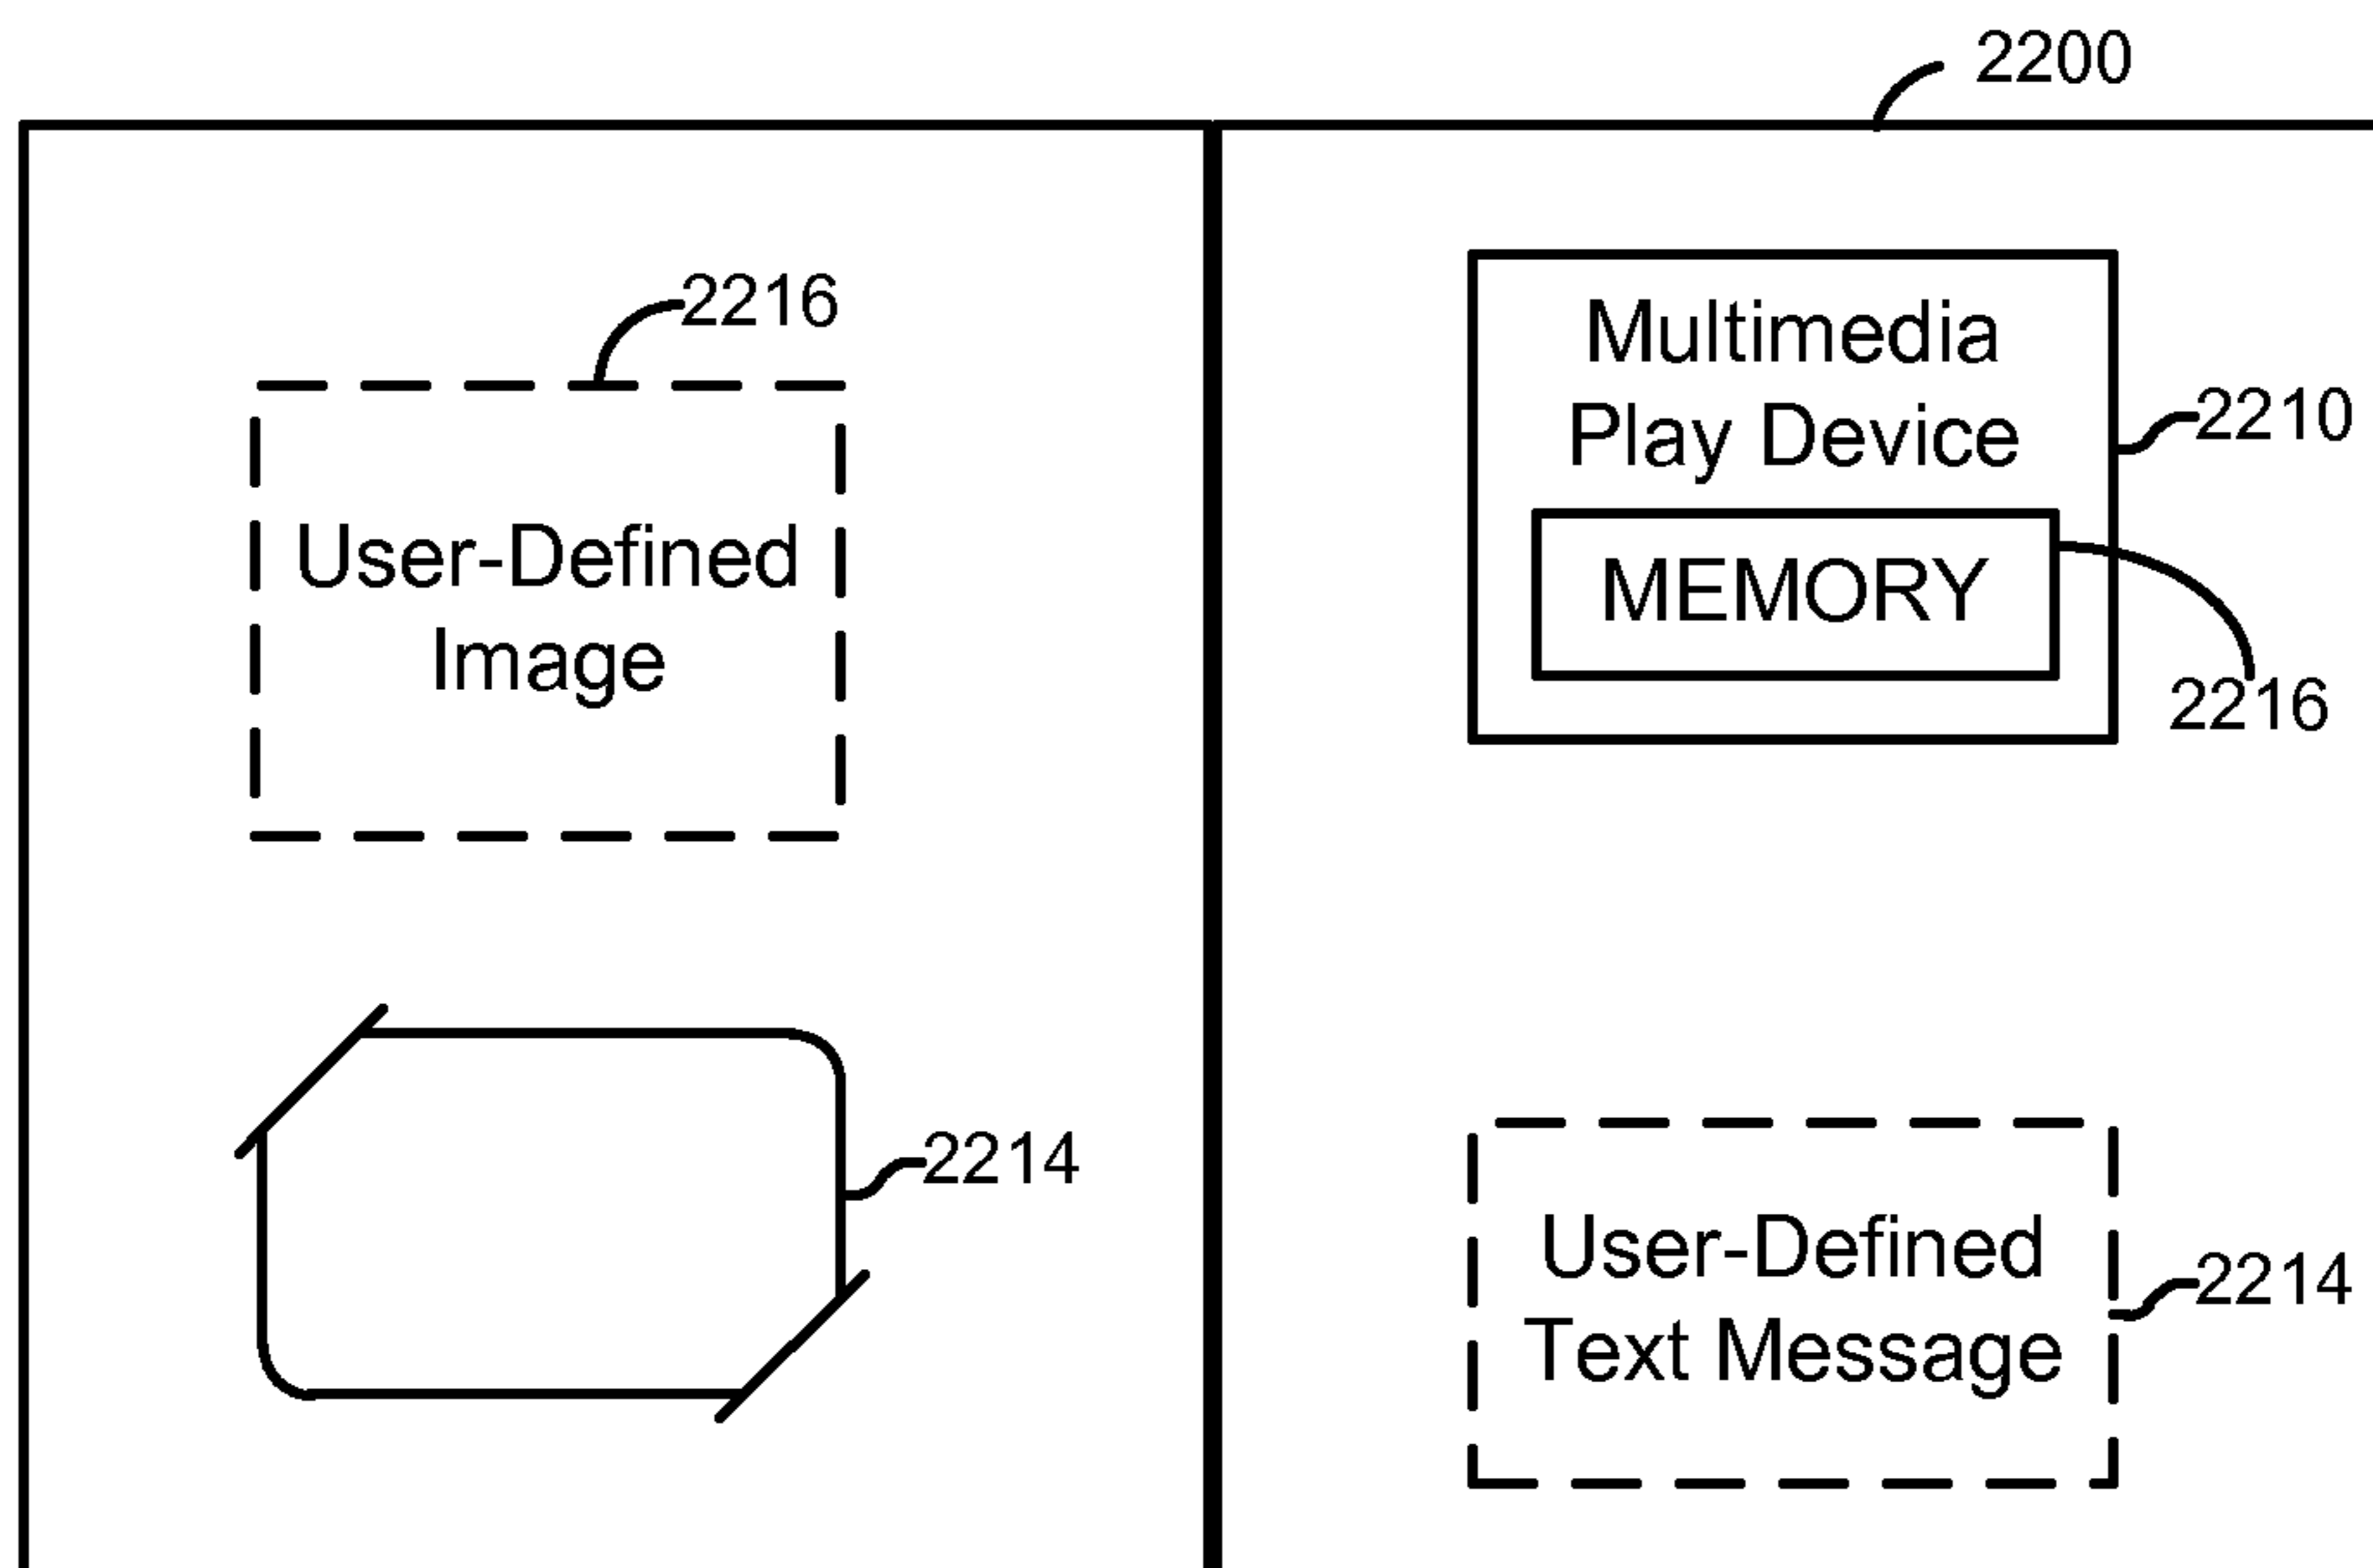 2200
2216
User-Defined
Image
2214
Multimedia
Play Device
2210
MEMORY
2216
User-Defined
Text Message
2214